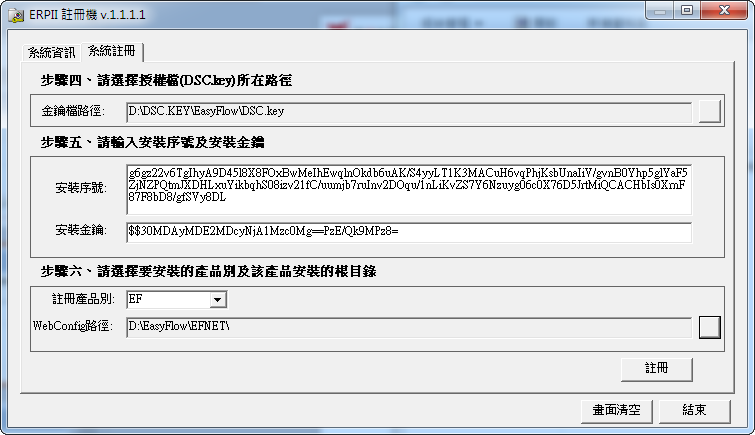 ERPII 註冊機 v.1.1.1.1
系統資訊 系統註冊
步驟四、請選擇授權檔(DSC.key)所在路徑
金鑰檔路徑: D:\DSC.KEY\EasyFlow\DSC.key
步驟五、請輸入安裝序號及安裝金鑰
安裝序號:
g6gz22v6TgIhyA9D45l8X8FOxBwMeIhEwqlnOkdb6uAK/S4yyLT1K3MACuH6vqPhjKsbUnaIiV/gvnB0Yhp5glYaF5
ZjNZPQtmJXDHLxuYikbqhS08izv21fC/uumjb7ruInv2DOqu/1nLiKvZS7Y6Nzuyg06c0X76D5JrtMiQCACHbIs0XmF
87F8bD8/gfSVy8DL
安裝金鑰: $$30MDAyMDE2MDcyNjA1Mzc0Mg==PzE/Qk9MPz8=
步驟六、請選擇要安裝的產品別及該產品安裝的根目錄
註冊產品別: EF
WebConfig路徑: D:\EasyFlow\EFNET\
註冊
畫面清空 結束